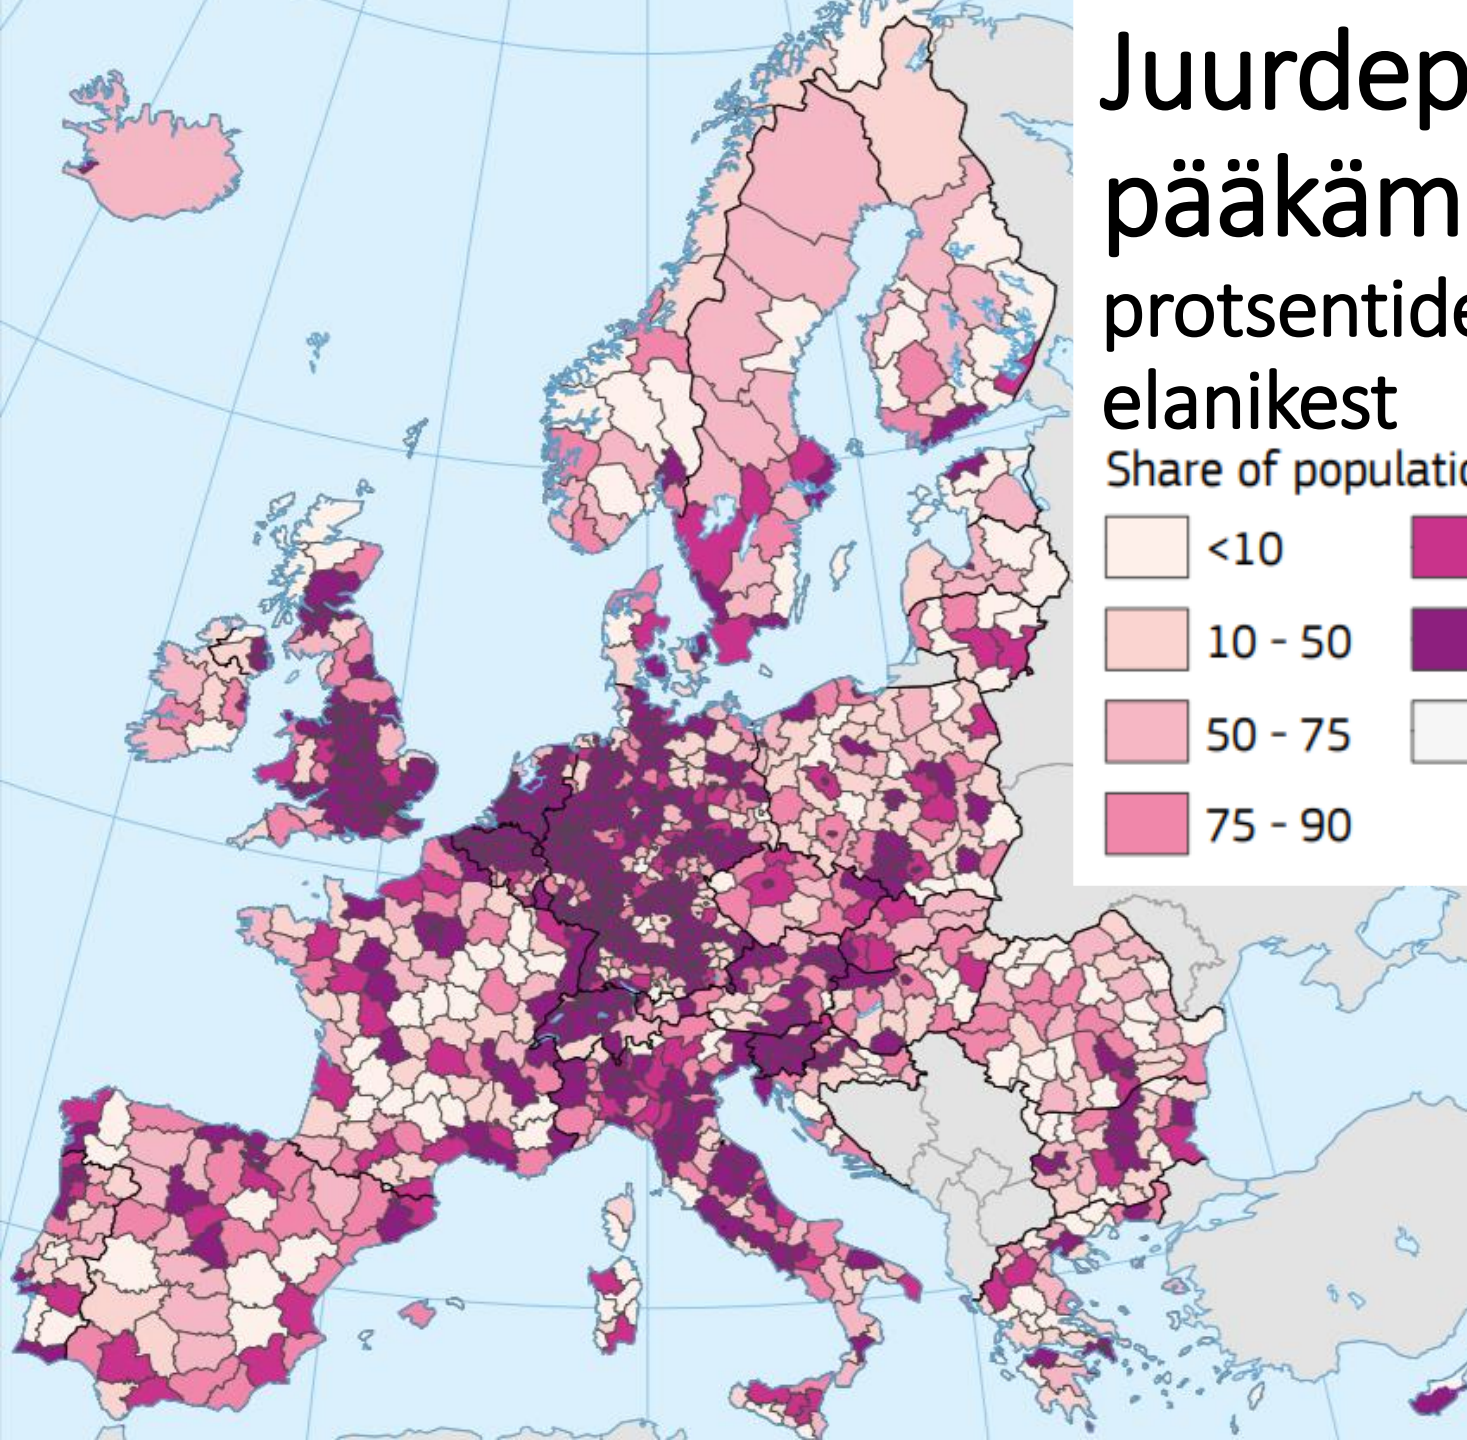 Juurdep
pääkäm
protsentide
elanikest
Share of populatio
<10
10 - 50
50 - 75
75 - 90